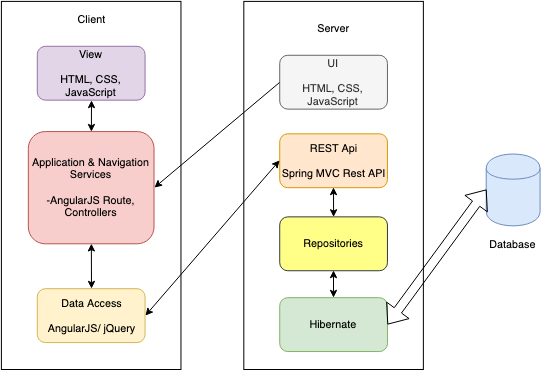 Client
View
HTML, CSS,
JavaScript
Application & Navigation
Services
-AngularJS Route,
Controllers
Data Access
AngularJS/ jQuery
Server
UI
HTML, CSS,
JavaScript
REST Api
Spring MVC Rest API
Repositories
Hibernate
Database